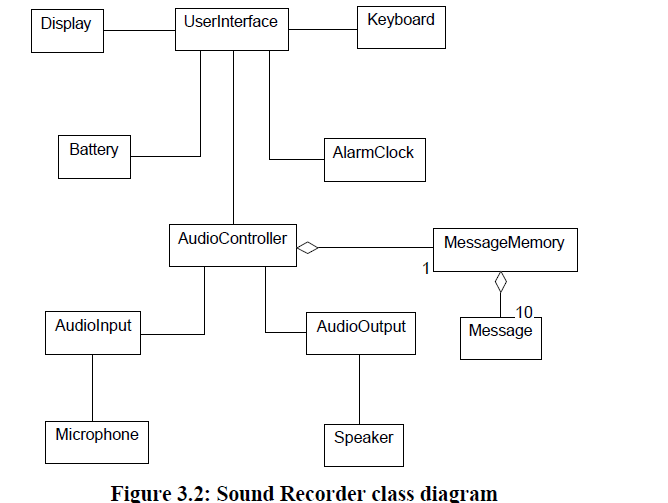 Display
UserInterface
Keyboard
Battery
AlarmClock
AudioController
MessageMemory
1
10
AudioInput
AudioOutput
Message
Microphone
Speaker
Figure 3.2: Sound Recorder class diagram